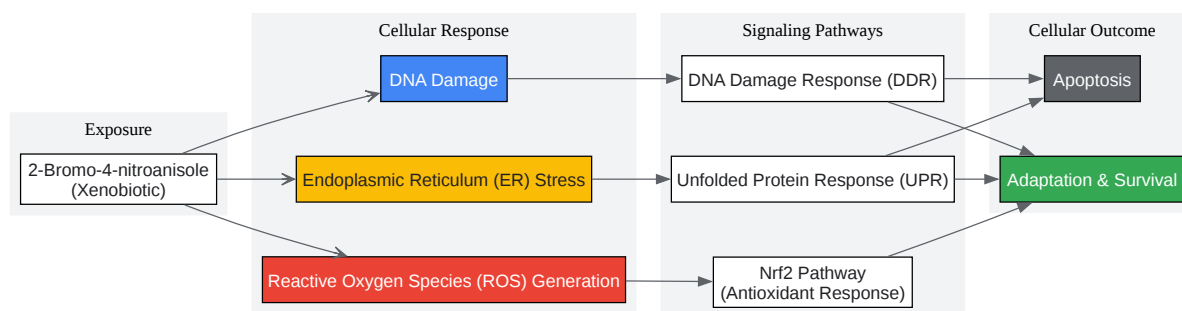 Cellular Response
Signaling Pathways
Cellular Outcome
DNA Damage
DNA Damage Response (DDR)
Apoptosis
Exposure
2-Bromo-4-nitroanisole
(Xenobiotic)
Endoplasmic Reticulum (ER) Stress
Unfolded Protein Response (UPR)
Adaptation & Survival
Reactive Oxygen Species (ROS) Generation
Nrf2 Pathway
(Antioxidant Response)